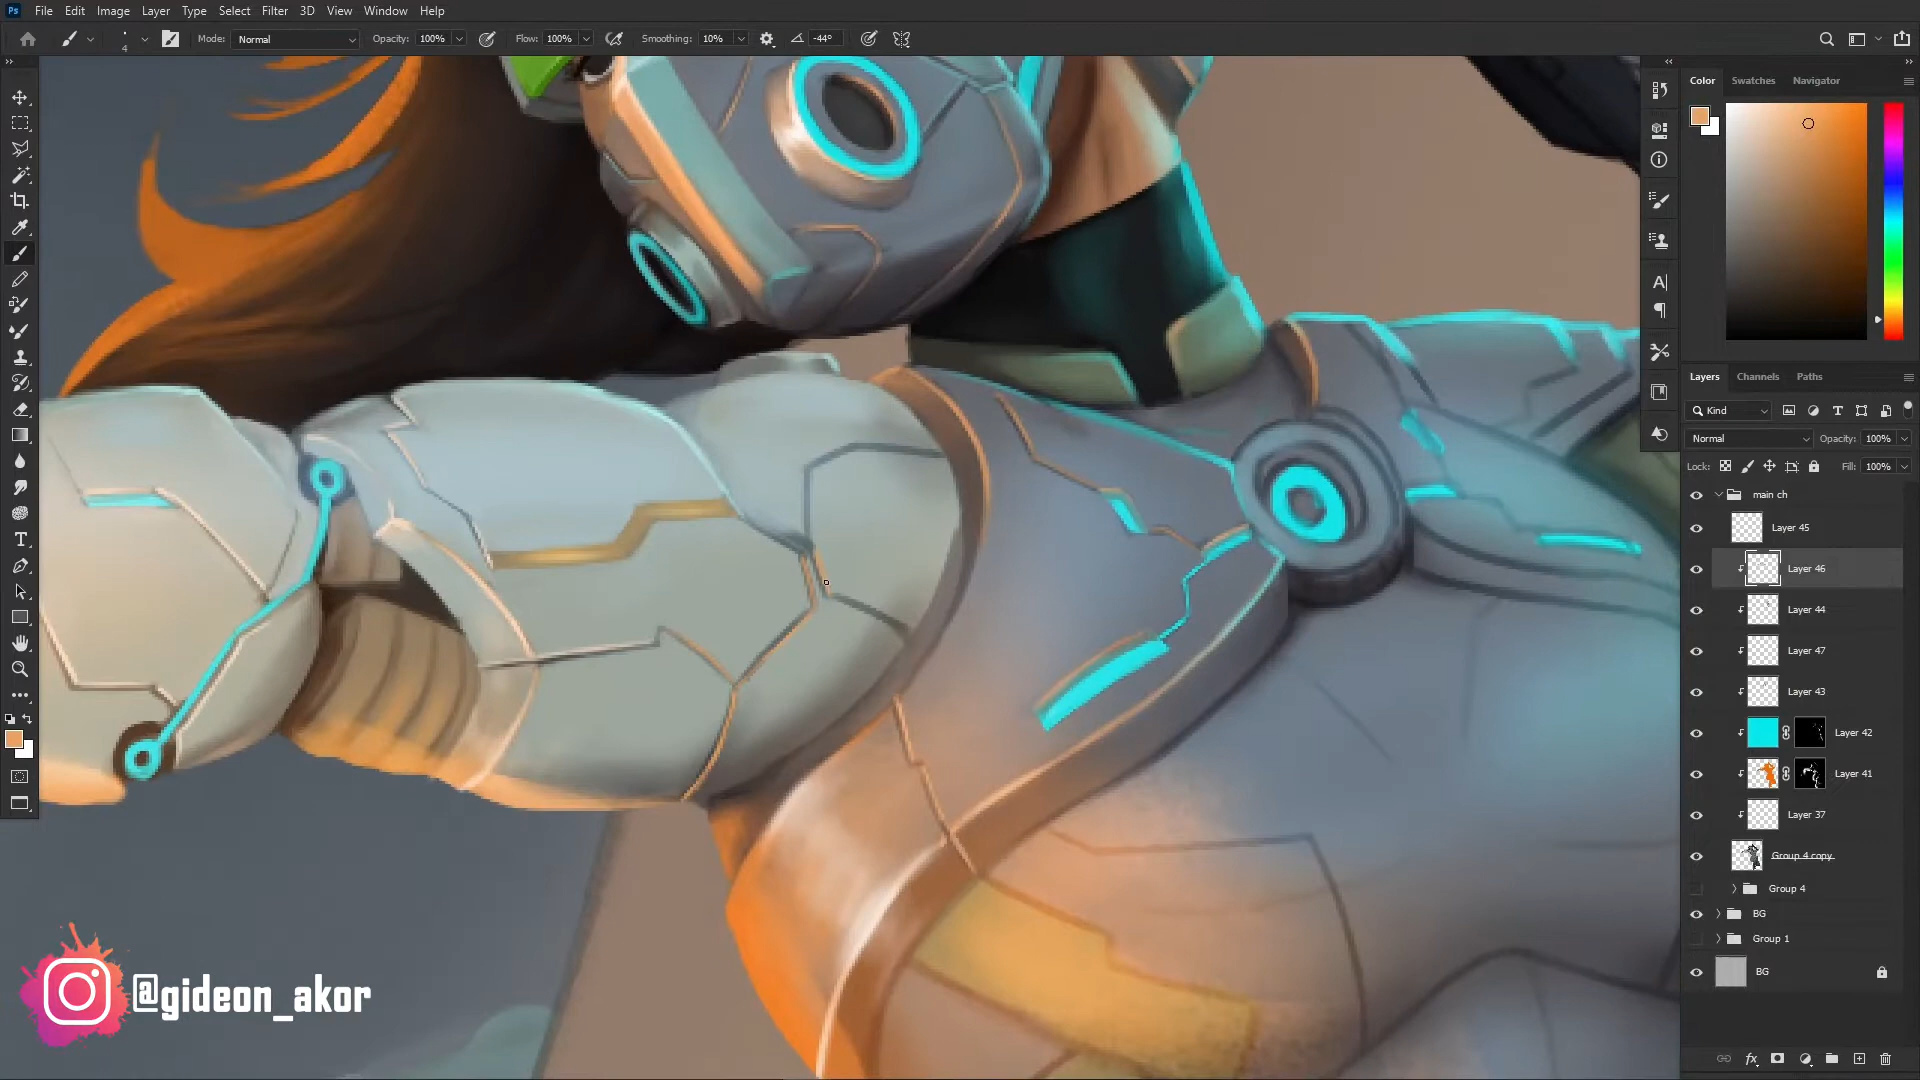 Ps File Edit Image Layer Type Select Filter 3D View Window Help
4 Mode: Normal Opacity: 100% Flow: 100% Smoothing: 10% -44°
Color Swatches Navigator
Layers Channels Paths
Kind
Normal Opacity: 100%
Lock: Fill: 100%
main ch
Layer 45
Layer 46
Layer 44
Layer 47
Layer 43
Layer 42
Layer 41
Layer 37
Group 4 copy
Group 4
BG
Group 1
BG
fx
@gideon_akor